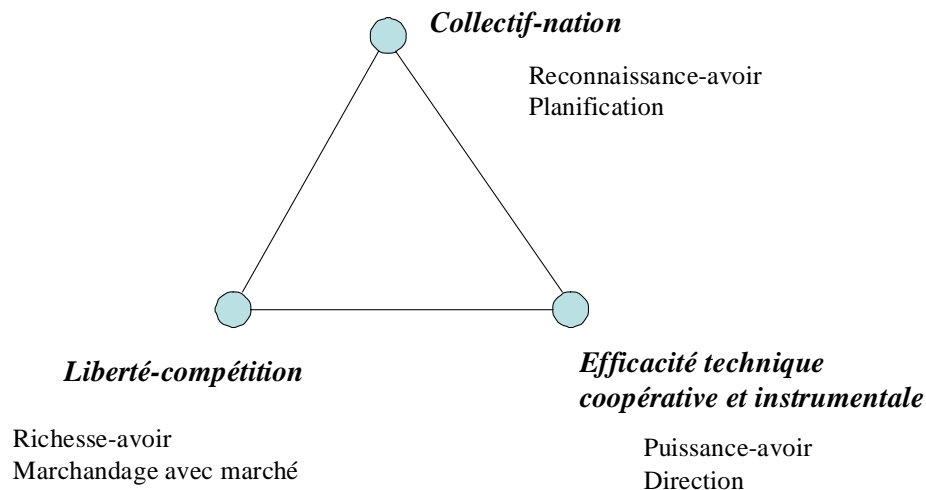 Collectif-nation
Reconnaissance-avoir
Planification
Liberté-compétition
Richesse-avoir
Marchandage avec marché
Efficacité technique
coopérative et instrumentale
Puissance-avoir
Direction